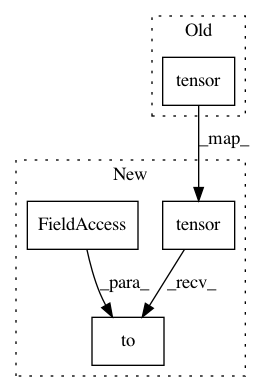 Old
tensor
_map_
New
FieldAccess
tensor
_para_
_recv_
to